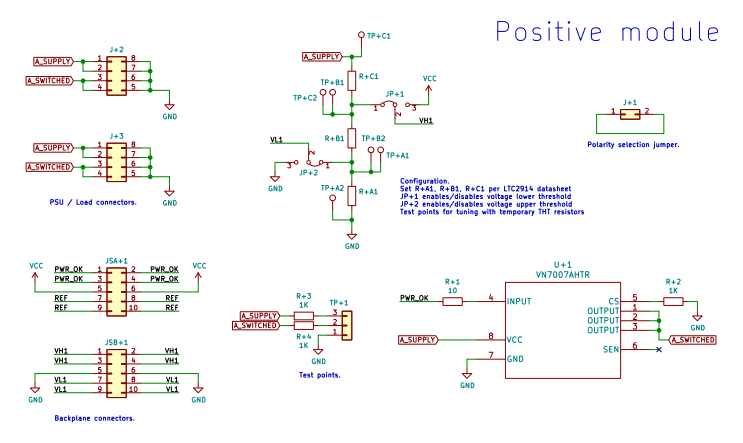 Positive module
J+2
A_SUPPLY
1 8
2 7
A_SWITCHED
3 6
4 5
GND
J+3
A_SUPPLY
1 8
2 7
A_SWITCHED
3 6
4 5
GND
PSU / Load connectors.
TP+C1
A_SUPPLY
R+C1
TP+B1
TP+C2
JP+1
VCC
1 3
2
VH1
R+B1
TP+B2
VL1
2
3 1
JP+2
TP+A1
GND
TP+A2
R+A1
GND
Configuration.
Set R+A1, R+B1, R+C1 per LTC2914 datasheet
JP+1 enables/disables voltage lower threshold
JP+2 enables/disables voltage upper threshold
Test points for tuning with temporary THT resistors
J+1
1 2
Polarity selection jumper.
JSA+1
VCC VCC
PWR_OK 1 2 PWR_OK
PWR_OK 3 4 PWR_OK
5 6
REF 7 8 REF
REF 9 10 REF
JSB+1
VH1 1 2 VH1
VH1 3 4 VH1
5 6
VL1 7 8 VL1
VL1 9 10 VL1
GND GND
Backplane connectors.
R+3
1K
TP+1
A_SUPPLY
3
A_SWITCHED
2
1
R+4
1K
GND
Test points.
U+1
VN7007AHTR
R+1
10
PWR_OK
4 INPUT
A_SUPPLY
8 VCC
7 GND
GND
CS 5
R+2
1K
OUTPUT 1
OUTPUT 2
OUTPUT 3
SEN 6
GND
A_SWITCHED